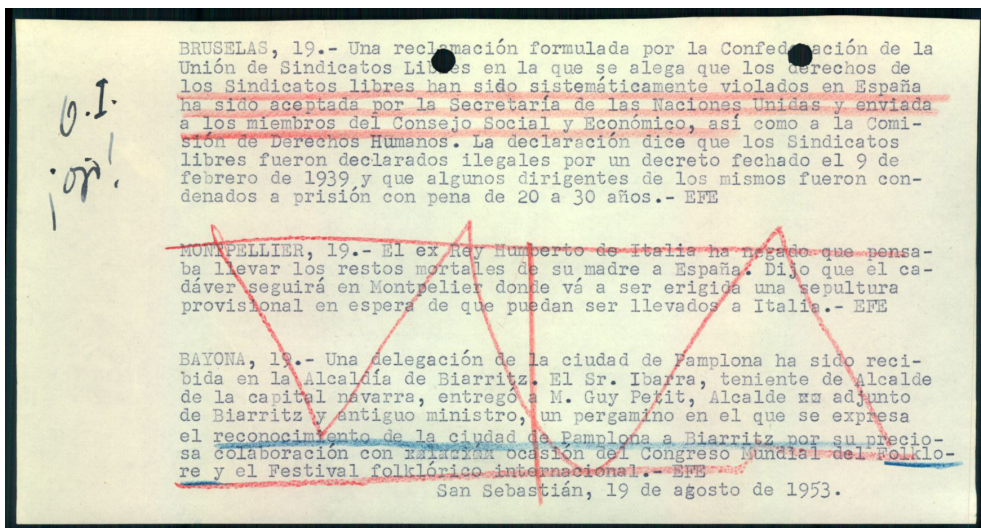 O.I.
¡ojo!
BRUSELAS, 19.- Una reclamación formulada por la Confederación de la
Unión de Sindicatos Libres en la que se alega que los derechos de
los Sindicatos libres han sido sistemáticamente violados en España
ha sido aceptada por la Secretaría de las Naciones Unidas y enviada
a los miembros del Consejo Social y Económico, así como a la Comi-
sión de Derechos Humanos. La declaración dice que los Sindicatos
libres fueron declarados ilegales por un decreto fechado el 9 de
febrero de 1939 y que algunos dirigentes de los mismos fueron con-
denados a prisión con pena de 20 a 30 años.- EFE
MONTPELLIER, 19.- El ex Rey Humberto de Italia ha negado que pensa-
ba llevar los restos mortales de su madre a España. Dijo que el ca-
dáver seguirá en Montpelier donde vá a ser erigida una sepultura
provisional en espera de que puedan ser llevados a Italia.- EFE
BAYONA, 19.- Una delegación de la ciudad de Pamplona ha sido reci-
bida en la Alcaldía de Biarritz. El Sr. Ibarra, teniente de Alcalde
de la capital navarra, entregó a M. Guy Petit, Alcalde xx adjunto
de Biarritz y antiguo ministro, un pergamino en el que se expresa
el reconocimiento de la ciudad de Pamplona a Biarritz por su precio-
sa colaboración con ocasión del Congreso Mundial del Folklo-
re y el Festival folklórico internacional.- EFE
San Sebastián, 19 de agosto de 1953.